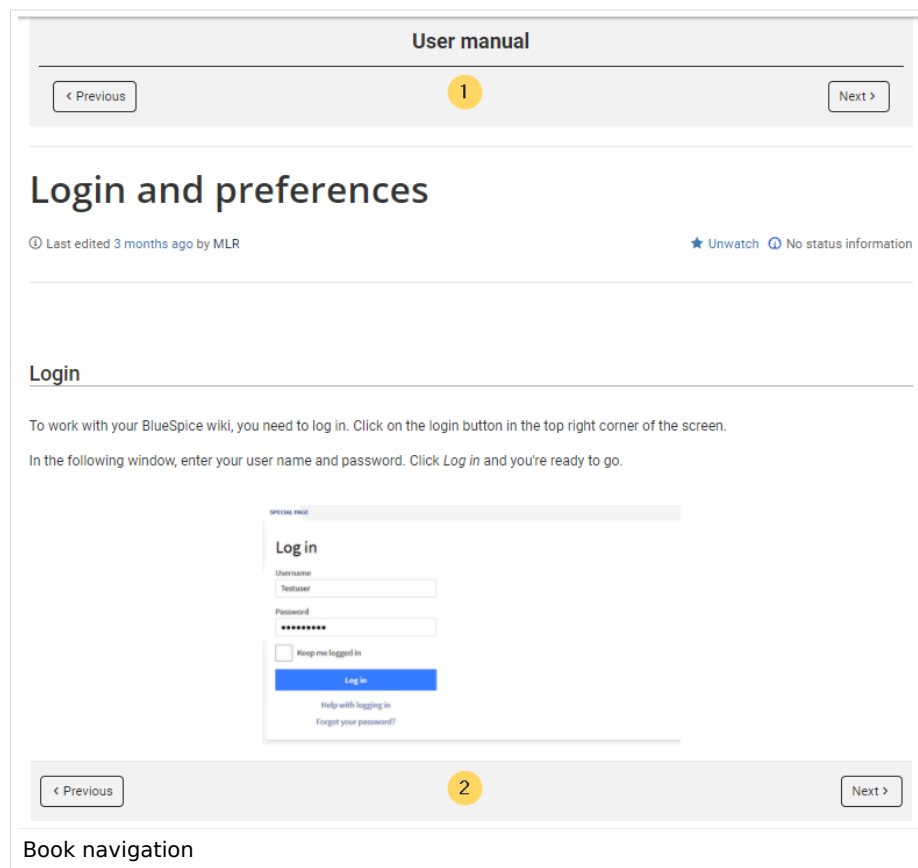 User manual
< Previous
1
Next >
Login and preferences
Last edited 3 months ago by MLR
Unwatch
No status information
Login
To work with your BlueSpice wiki, you need to log in. Click on the login button in the top right corner of the screen.
In the following window, enter your user name and password. Click Log in and you're ready to go.
SPECIAL PAGE
Log in
Username
Testuser
Password
•••••••••
Keep me logged in
Log in
Help with logging in
Forgot your password?
< Previous
2
Next >
Book navigation